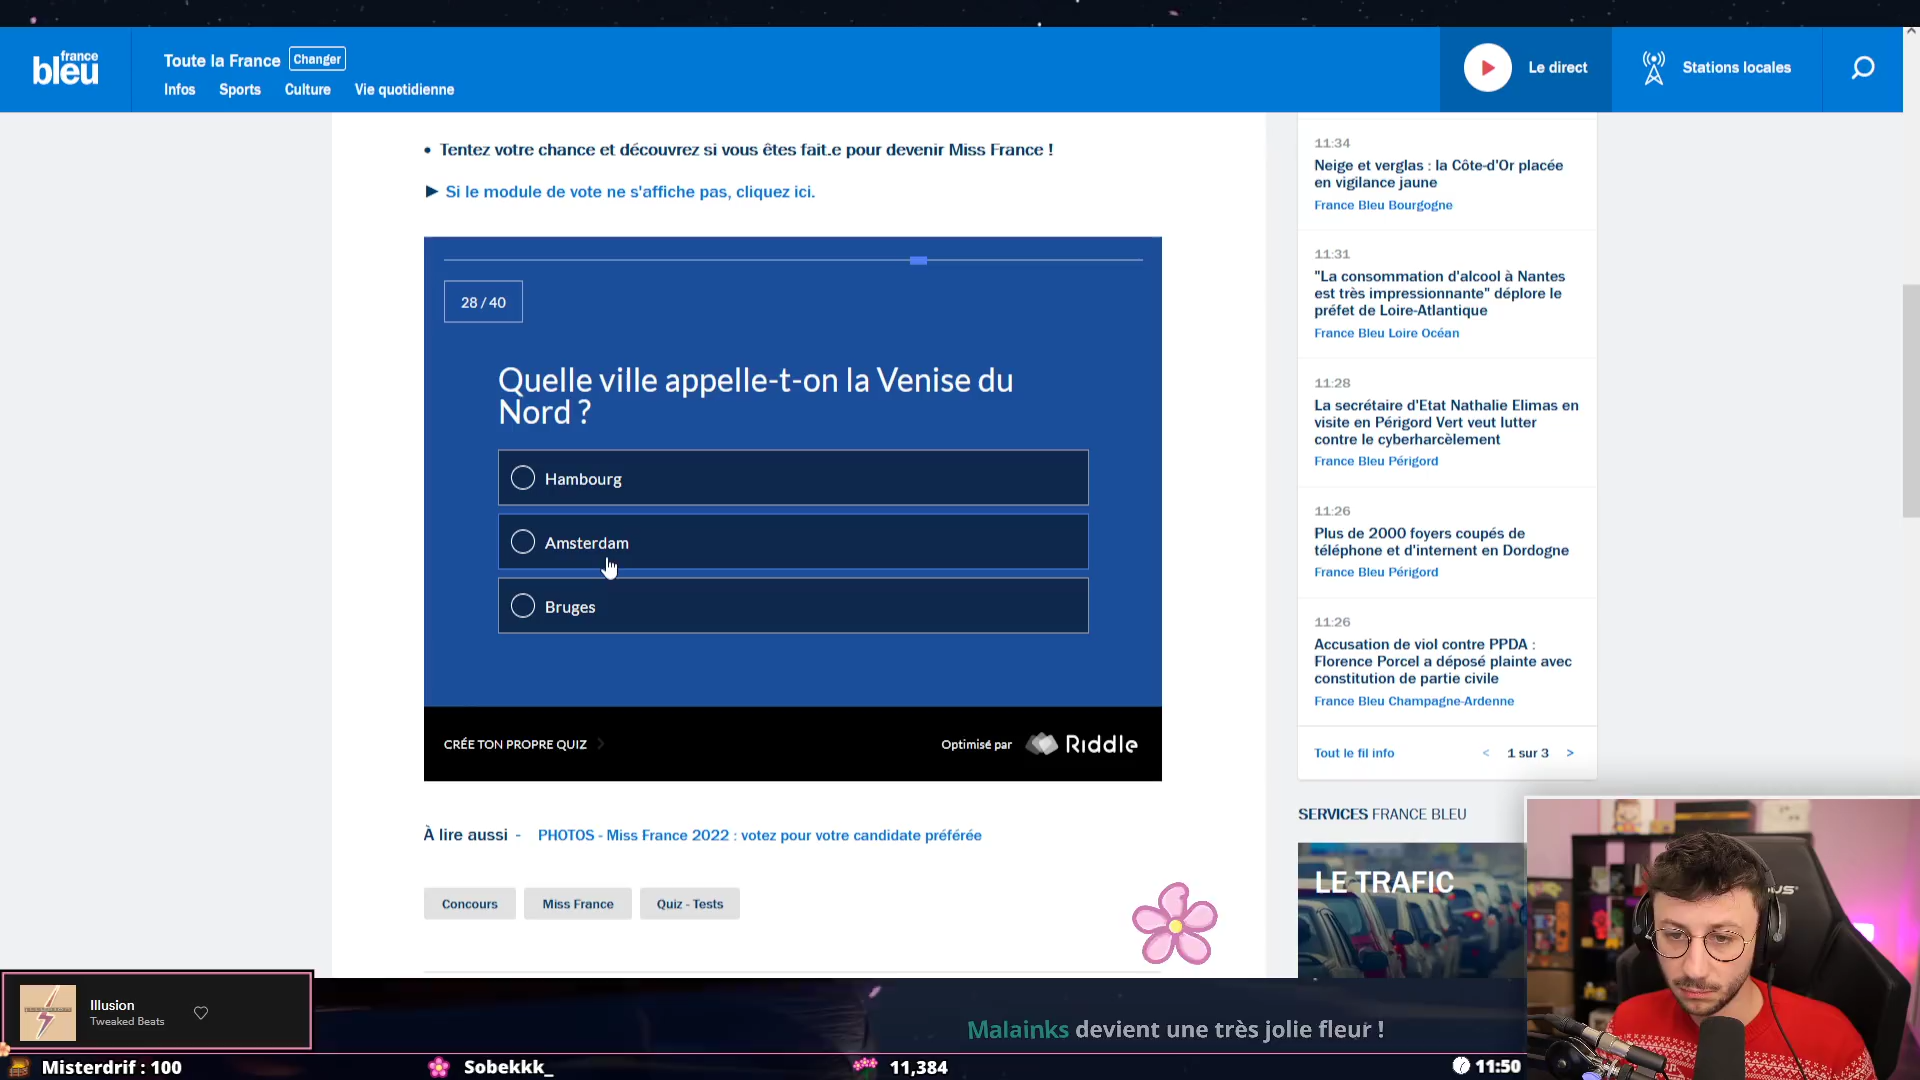 france
bleu
Toute la France
Changer
Infos
Sports
Culture
Vie quotidienne
Le direct
Stations locales
• Tentez votre chance et découvrez si vous êtes fait.e pour devenir Miss France !
► Si le module de vote ne s'affiche pas, cliquez ici.
28 / 40
Quelle ville appelle-t-on la Venise du
Nord ?
Hambourg
Amsterdam
Bruges
CRÉE TON PROPRE QUIZ
Optimisé par
Riddle
À lire aussi - PHOTOS - Miss France 2022 : votez pour votre candidate préférée
Concours
Miss France
Quiz - Tests
11:34
Neige et verglas : la Côte-d'Or placée
en vigilance jaune
France Bleu Bourgogne
11:31
"La consommation d'alcool à Nantes
est très impressionnante" déplore le
préfet de Loire-Atlantique
France Bleu Loire Océan
11:28
La secrétaire d'Etat Nathalie Elimas en
visite en Périgord Vert veut lutter
contre le cyberharcèlement
France Bleu Périgord
11:26
Plus de 2000 foyers coupés de
téléphone et d'internent en Dordogne
France Bleu Périgord
11:26
Accusation de viol contre PPDA :
Florence Porcel a déposé plainte avec
constitution de partie civile
France Bleu Champagne-Ardenne
Tout le fil info
< 1 sur 3 >
SERVICES FRANCE BLEU
LE TRAFIC
Illusion
Tweaked Beats
Malainks devient une très jolie fleur !
Misterdrif : 100
Sobekkk_
11,384
11:50